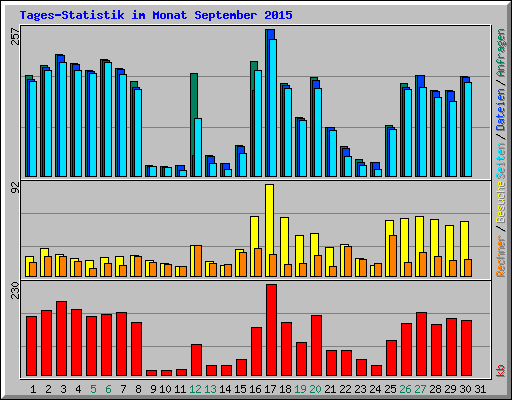 Tages-Statistik im Monat September 2015
257
92
230
Rechner / Besuche Seiten / Dateien / Anfragen
kb
1 2 3 4 5 6 7 8 9 10 11 12 13 14 15 16 17 18 19 20 21 22 23 24 25 26 27 28 29 30 31